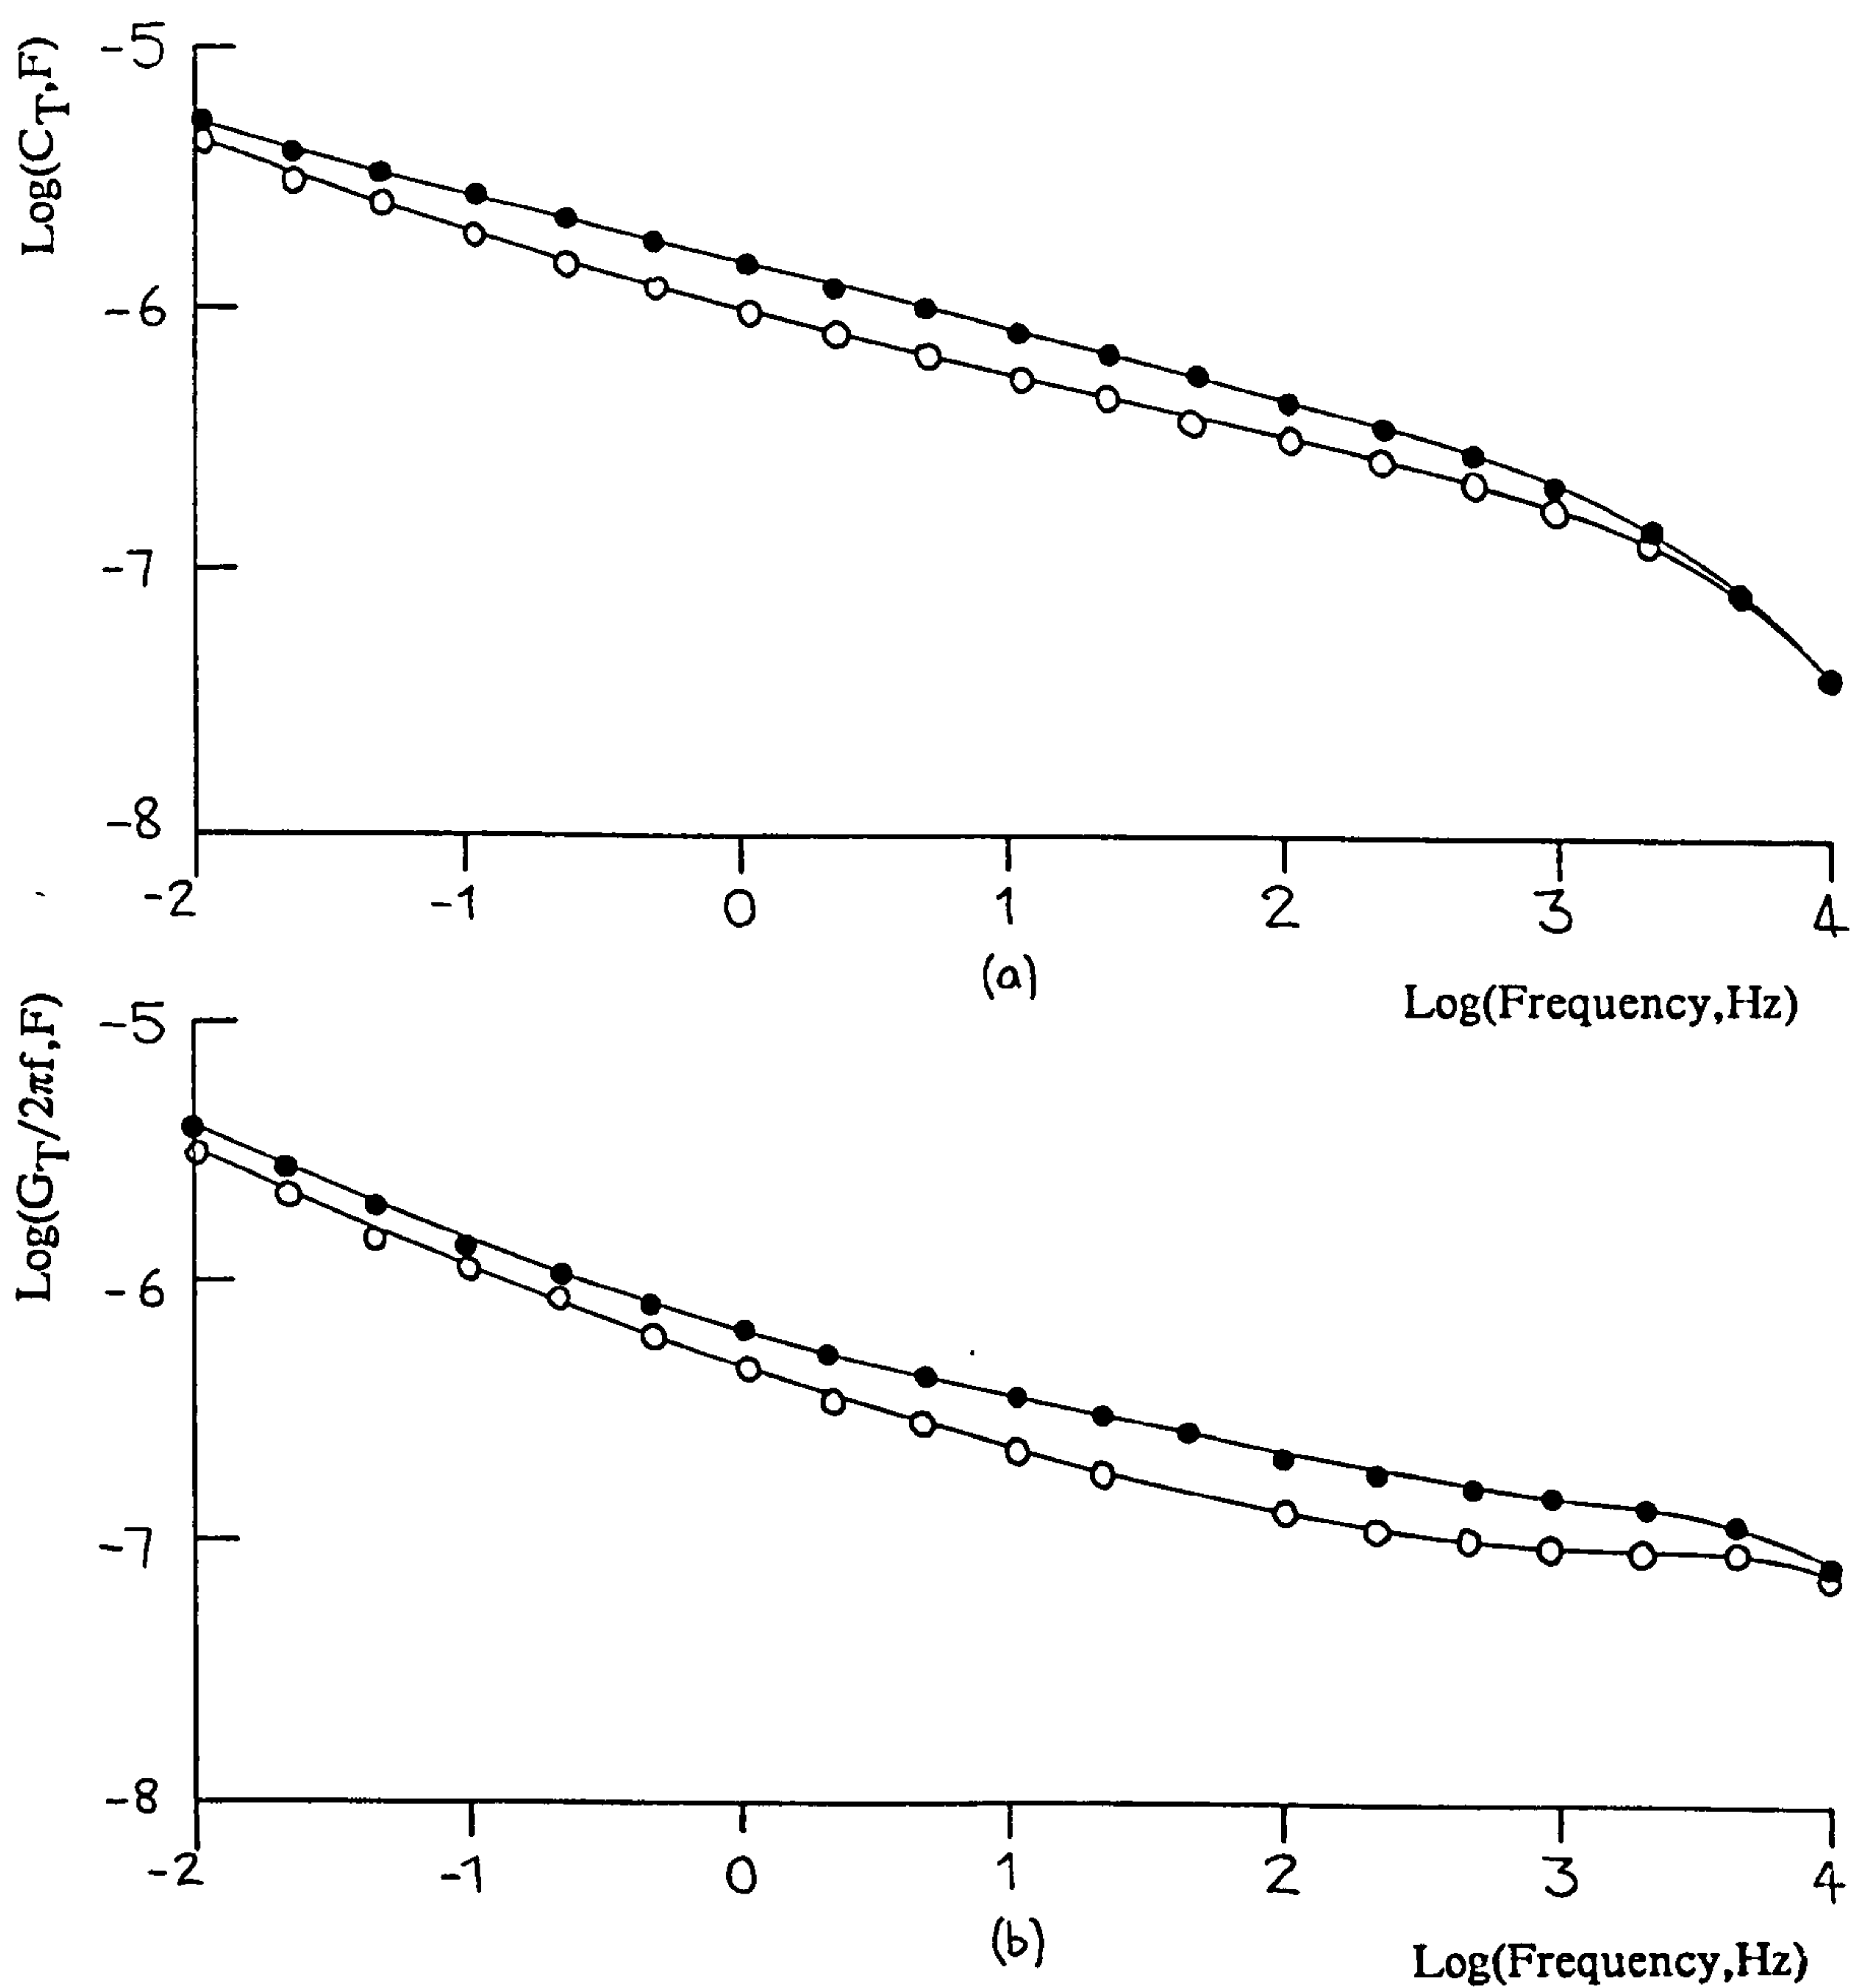 Log(C_T,F)
-5
-6
-7
-8
-2 -1 0 1 2 3 4
(a)
Log(Frequency,Hz)
Log(G_T/2πf,F)
-5
-6
-7
-8
-2 -1 0 1 2 3 4
(b)
Log(Frequency,Hz)